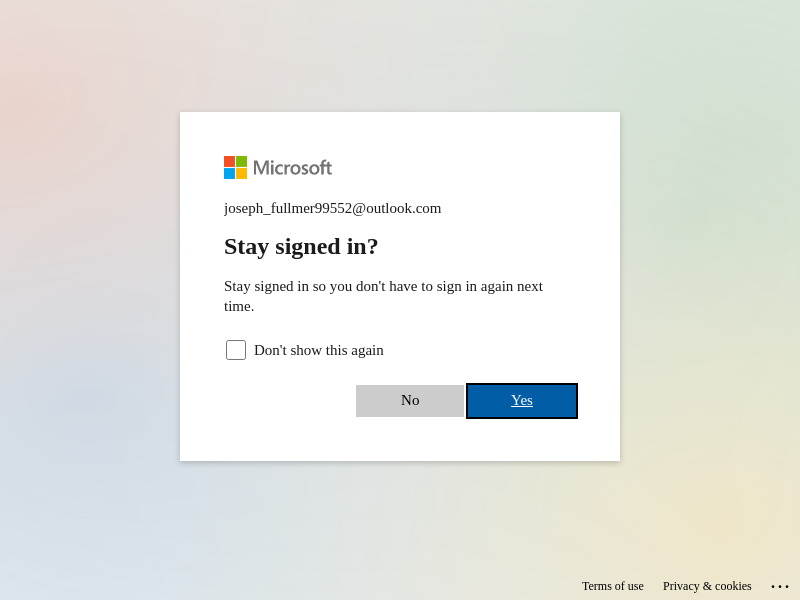 Microsoft
joseph_fullmer99552@outlook.com
Stay signed in?
Stay signed in so you don't have to sign in again next
time.
Don't show this again
No
Yes
Terms of use
Privacy & cookies